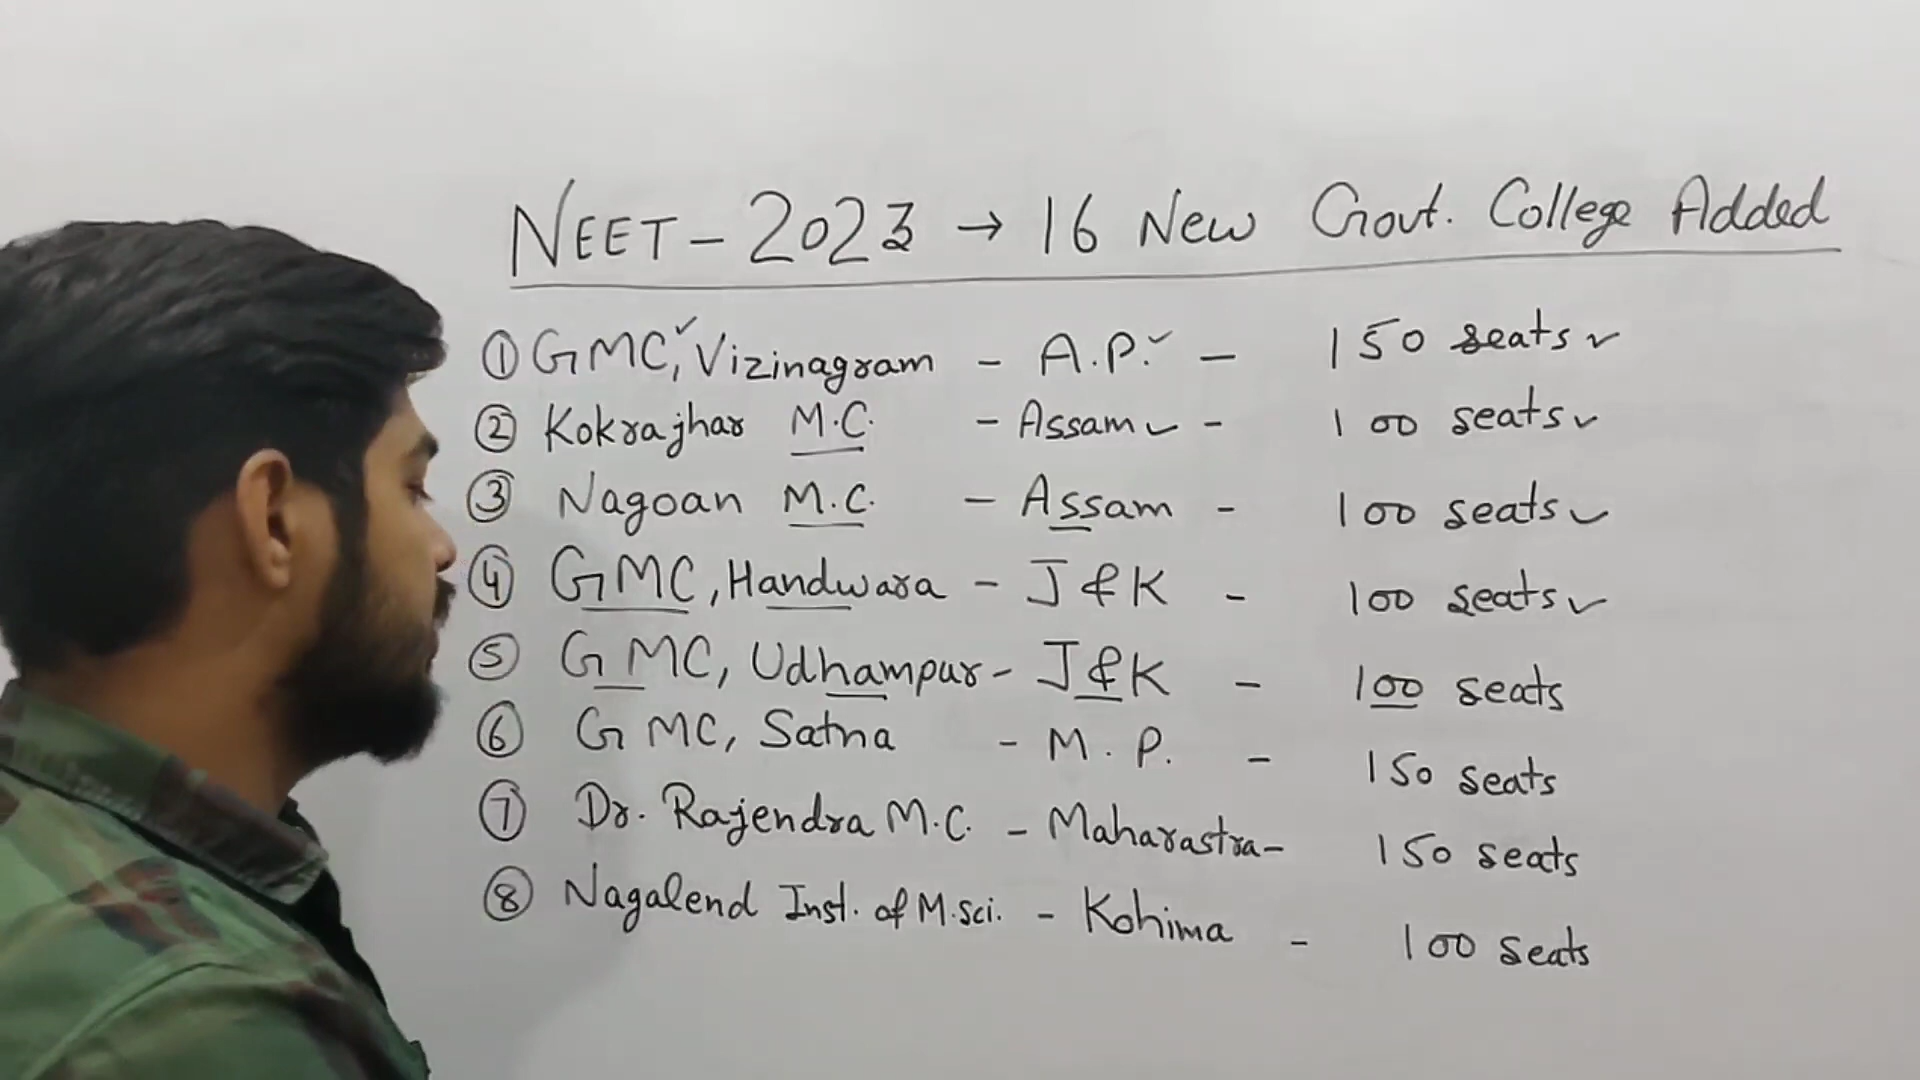 NEET - 2023 → 16 New Govt. College Added
① GMC, Vizinagram - A.P. - 150 seats
② Kokrajhar M.C. - Assam - 100 seats
③ Nagoan M.C. - Assam - 100 seats
④ GMC, Handwara - J & K - 100 seats
⑤ GMC, Udhampur - J & K - 100 seats
⑥ GMC, Satna - M.P. - 150 seats
⑦ Dr. Rajendra M.C. - Maharastra - 150 seats
⑧ Nagalend Inst. of M.Sci. - Kohima - 100 seats